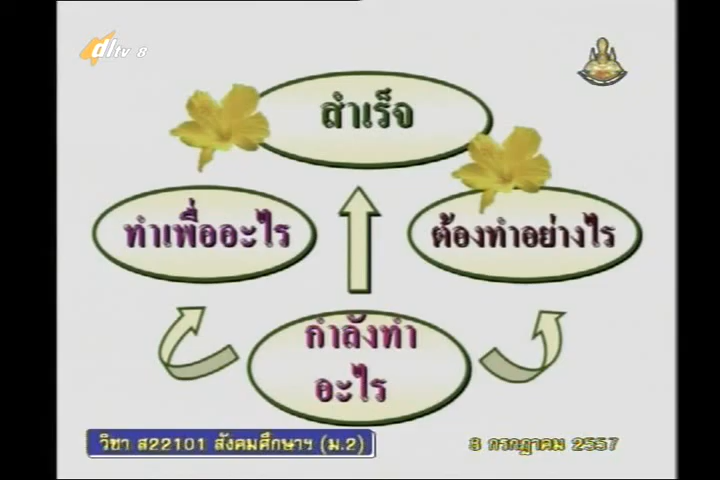 dltv 8
สำเร็จ
ทำเพื่ออะไร
ต้องทำอย่างไร
กำลังทำ
อะไร
วิชา ส22101 สังคมศึกษาฯ (ม.2)
3 กรกฎาคม 2557